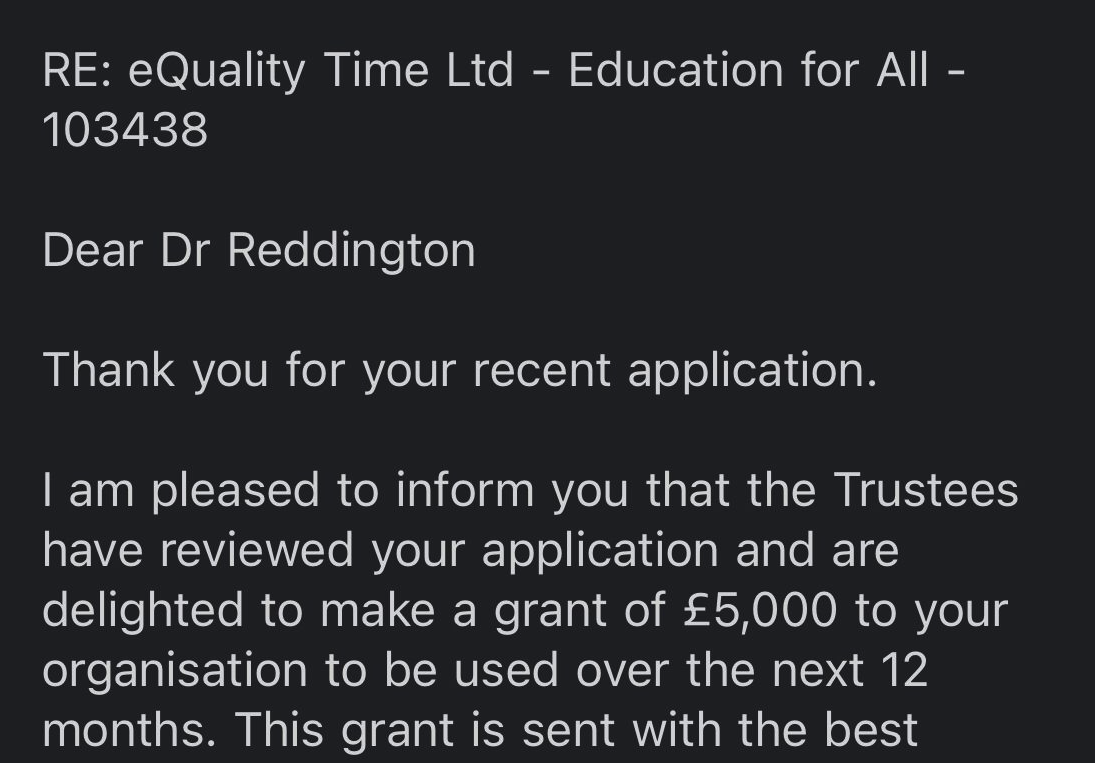 RE: eQuality Time Ltd - Education for All -
103438
Dear Dr Reddington
Thank you for your recent application.
I am pleased to inform you that the Trustees
have reviewed your application and are
delighted to make a grant of £5,000 to your
organisation to be used over the next 12
months. This grant is sent with the best